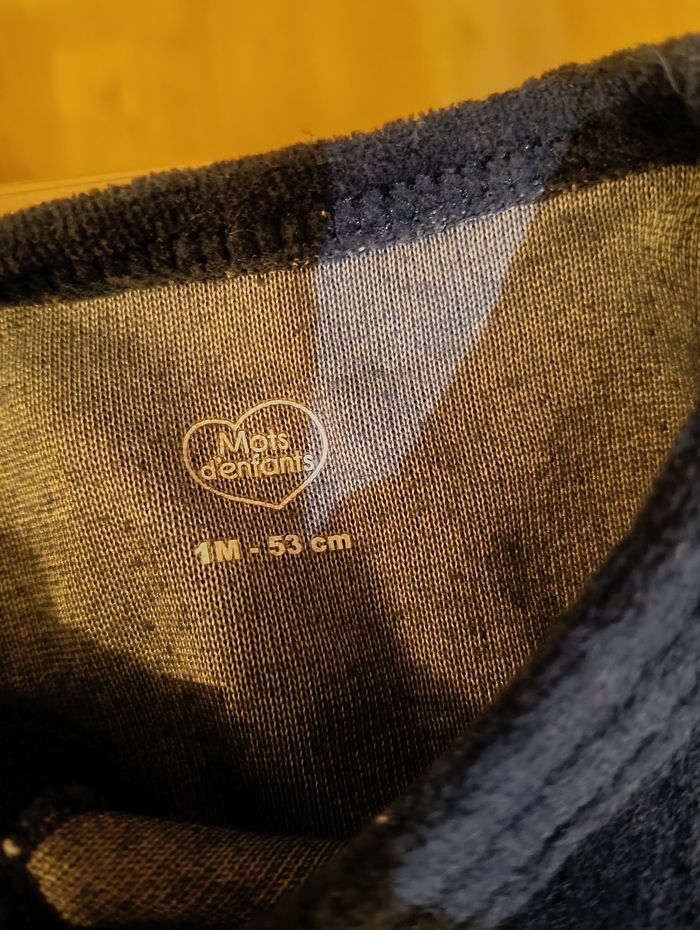 Mots
d'enfants
1M - 53 cm